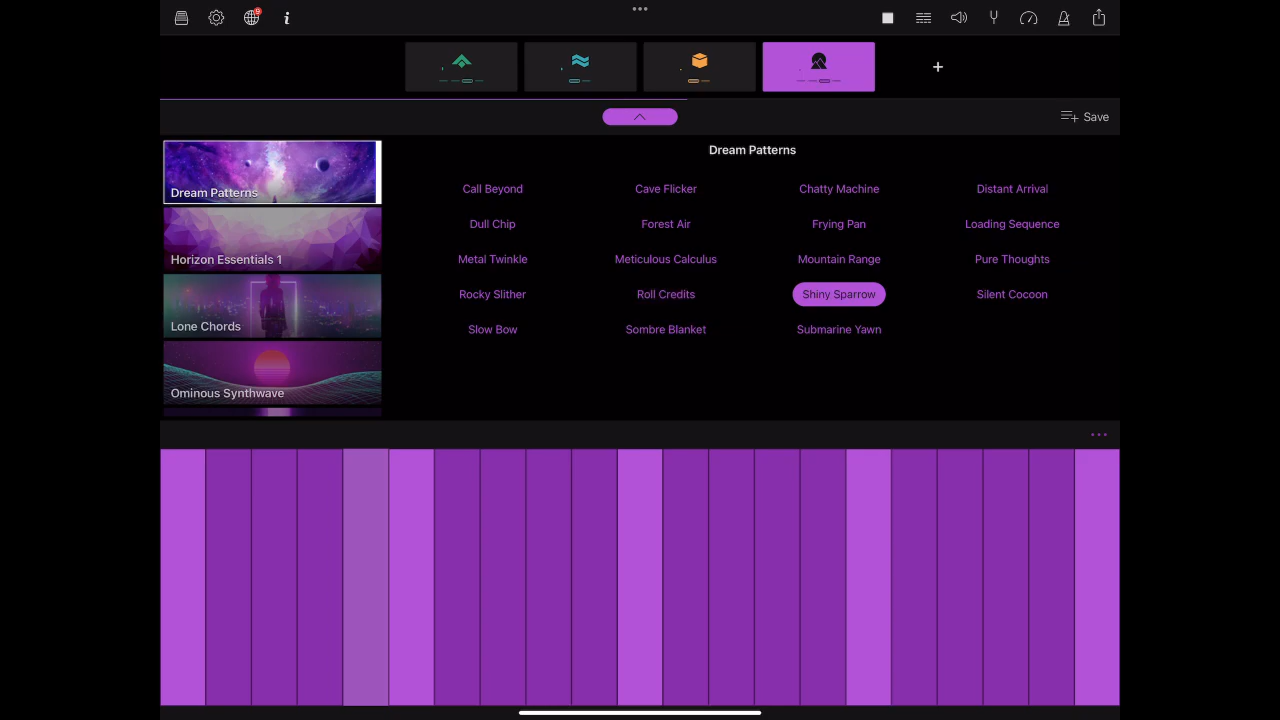 9
Save
Dream Patterns
Horizon Essentials 1
Lone Chords
Ominous Synthwave
Dream Patterns
Call Beyond Cave Flicker Chatty Machine Distant Arrival
Dull Chip Forest Air Frying Pan Loading Sequence
Metal Twinkle Meticulous Calculus Mountain Range Pure Thoughts
Rocky Slither Roll Credits Shiny Sparrow Silent Cocoon
Slow Bow Sombre Blanket Submarine Yawn